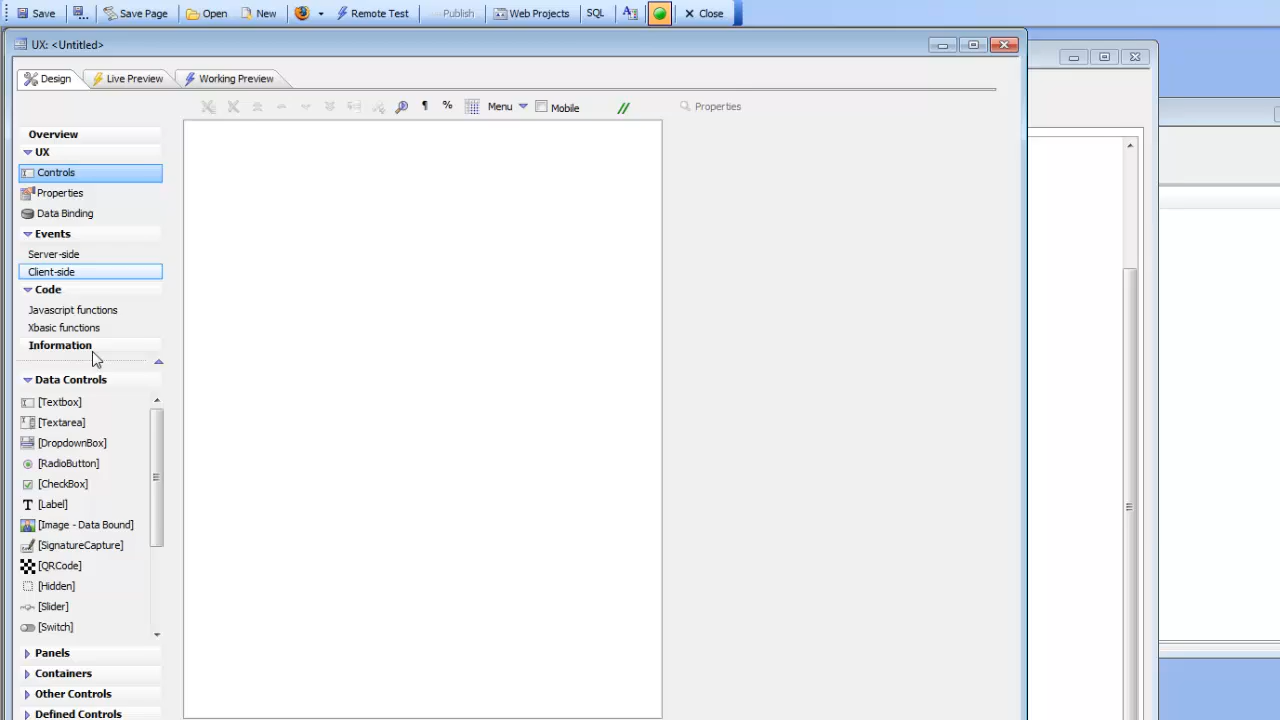 Save Save Page Open New Remote Test Publish Web Projects SQL Close
UX: <Untitled>
Design Live Preview Working Preview
¶ % Menu Mobile // Properties
Overview
UX
Controls
Properties
Data Binding
Events
Server-side
Client-side
Code
Javascript functions
Xbasic functions
Information
Data Controls
[Textbox]
[Textarea]
[DropdownBox]
[RadioButton]
[CheckBox]
T [Label]
[Image - Data Bound]
[SignatureCapture]
[QRCode]
[Hidden]
[Slider]
[Switch]
Panels
Containers
Other Controls
Defined Controls